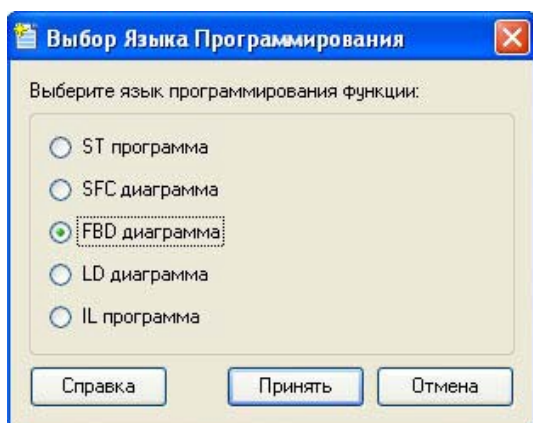 Выбор Языка Программирования
Выберите язык программирования функции:
ST программа
SFC диаграмма
FBD диаграмма
LD диаграмма
IL программа
Справка Принять Отмена